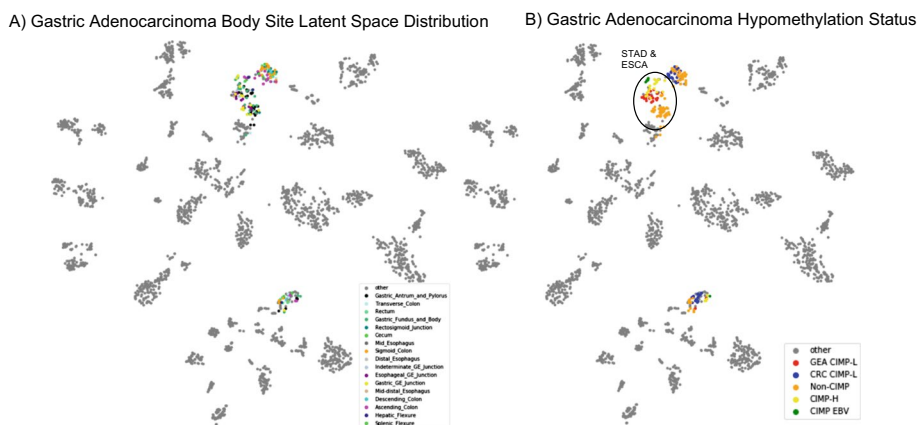 A) Gastric Adenocarcinoma Body Site Latent Space Distribution
B) Gastric Adenocarcinoma Hypomethylation Status
STAD &
ESCA
other
Gastric_Antrum_and_Pylorus
Transverse_Colon
Rectum
Gastric_Fundus_and_Body
Rectosigmoid_Junction
Cecum
Mid_Esophagus
Sigmoid_Colon
Distal_Esophagus
Indeterminate_GE_Junction
Esophageal_GE_Junction
Gastric_GE_Junction
Mid-distal_Esophagus
Descending_Colon
Ascending_Colon
Hepatic_Flexure
Splenic_Flexure
other
GEA CIMP-L
CRC CIMP-L
Non-CIMP
CIMP-H
CIMP EBV